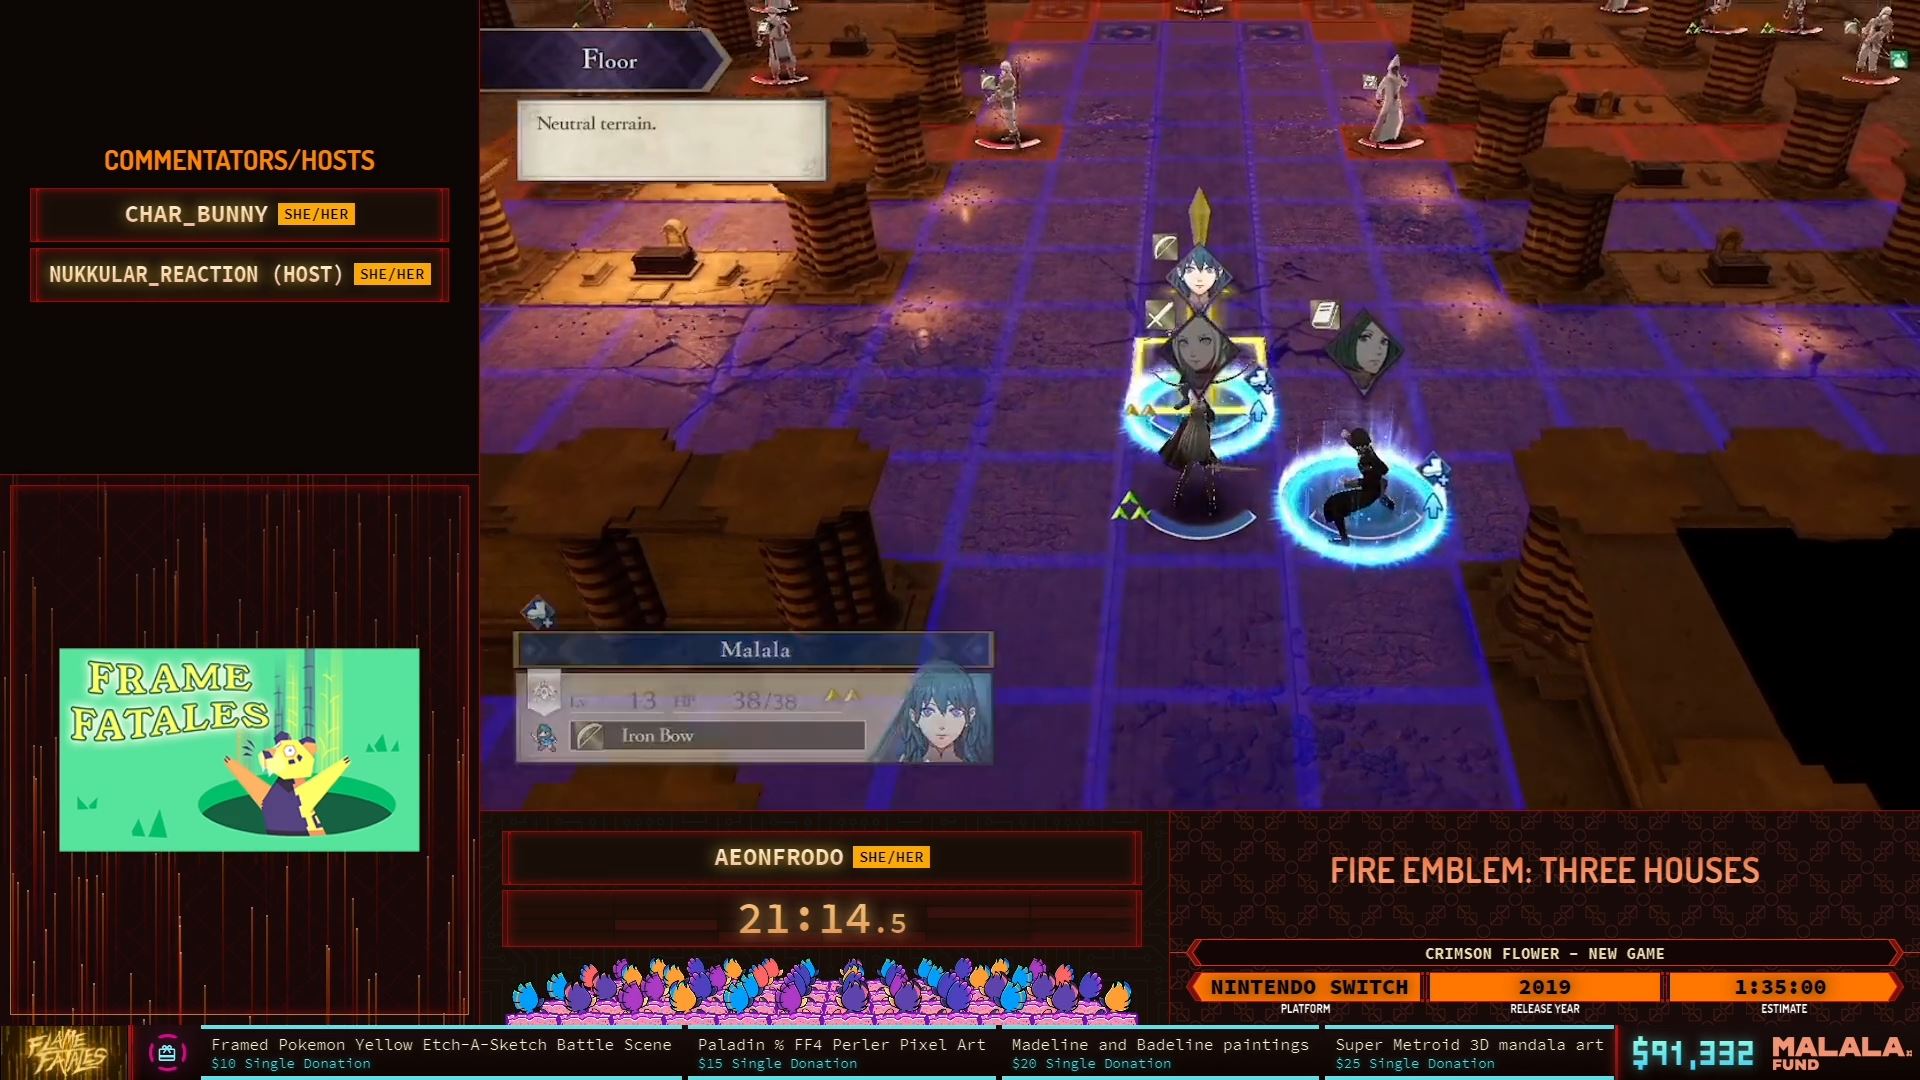 COMMENTATORS/HOSTS
CHAR_BUNNY SHE/HER
NUKKULAR_REACTION (HOST) SHE/HER
FRAME
FATALES
Floor
Neutral terrain.
Malala
Lv 13 HP 38/38
Iron Bow
AEONFRODO SHE/HER
21:14.5
FIRE EMBLEM: THREE HOUSES
CRIMSON FLOWER - NEW GAME
NINTENDO SWITCH 2019 1:35:00
PLATFORM RELEASE YEAR ESTIMATE
FLAME
FATALES
Framed Pokemon Yellow Etch-A-Sketch Battle Scene
$10 Single Donation
Paladin % FF4 Perler Pixel Art
$15 Single Donation
Madeline and Badeline paintings
$20 Single Donation
Super Metroid 3D mandala art
$25 Single Donation
$91,332
MALALA
FUND